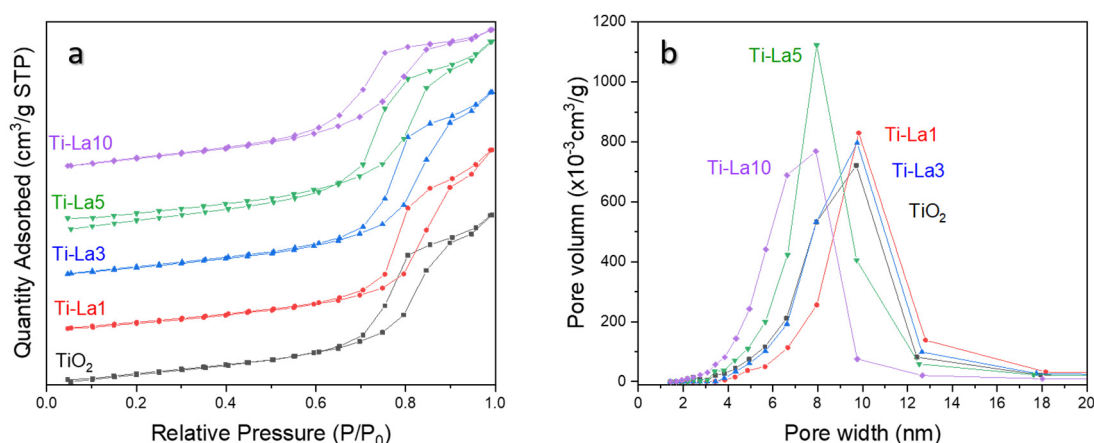 a
Quantity Adsorbed (cm³/g STP)
Ti-La10
Ti-La5
Ti-La3
Ti-La1
TiO₂
0.0 0.2 0.4 0.6 0.8 1.0
Relative Pressure (P/P₀)
b
Pore volumn (x10⁻³cm³/g)
1200
1000
800
600
400
200
0
Ti-La5
Ti-La1
Ti-La10
Ti-La3
TiO₂
2 4 6 8 10 12 14 16 18 20
Pore width (nm)